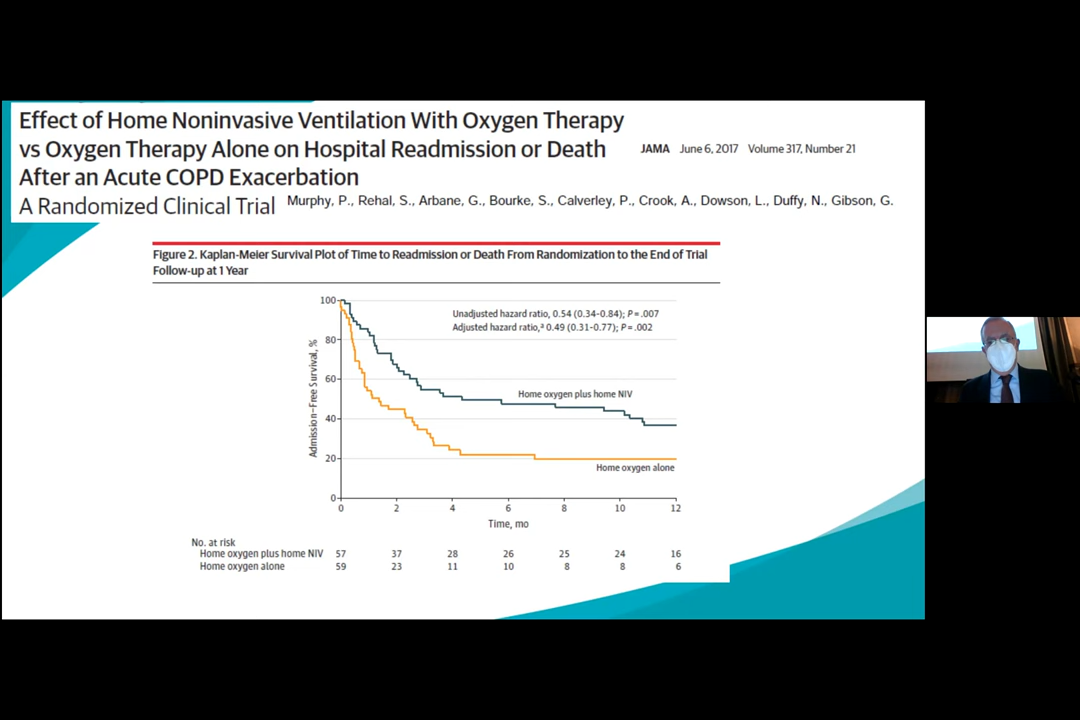 Effect of Home Noninvasive Ventilation With Oxygen Therapy
vs Oxygen Therapy Alone on Hospital Readmission or Death
After an Acute COPD Exacerbation
A Randomized Clinical Trial
JAMA June 6, 2017 Volume 317, Number 21
Murphy, P., Rehal, S., Arbane, G., Bourke, S., Calverley, P., Crook, A., Dowson, L., Duffy, N., Gibson, G.
Figure 2. Kaplan-Meier Survival Plot of Time to Readmission or Death From Randomization to the End of Trial
Follow-up at 1 Year
Unadjusted hazard ratio, 0.54 (0.34–0.84); P = .007
Adjusted hazard ratio,ᵃ 0.49 (0.31–0.77); P = .002
Admission-Free Survival, %
100
80
60
40
20
0
Home oxygen plus home NIV
Home oxygen alone
0 2 4 6 8 10 12
Time, mo
No. at risk
Home oxygen plus home NIV 57 37 28 26 25 24 16
Home oxygen alone 59 23 11 10 8 8 6